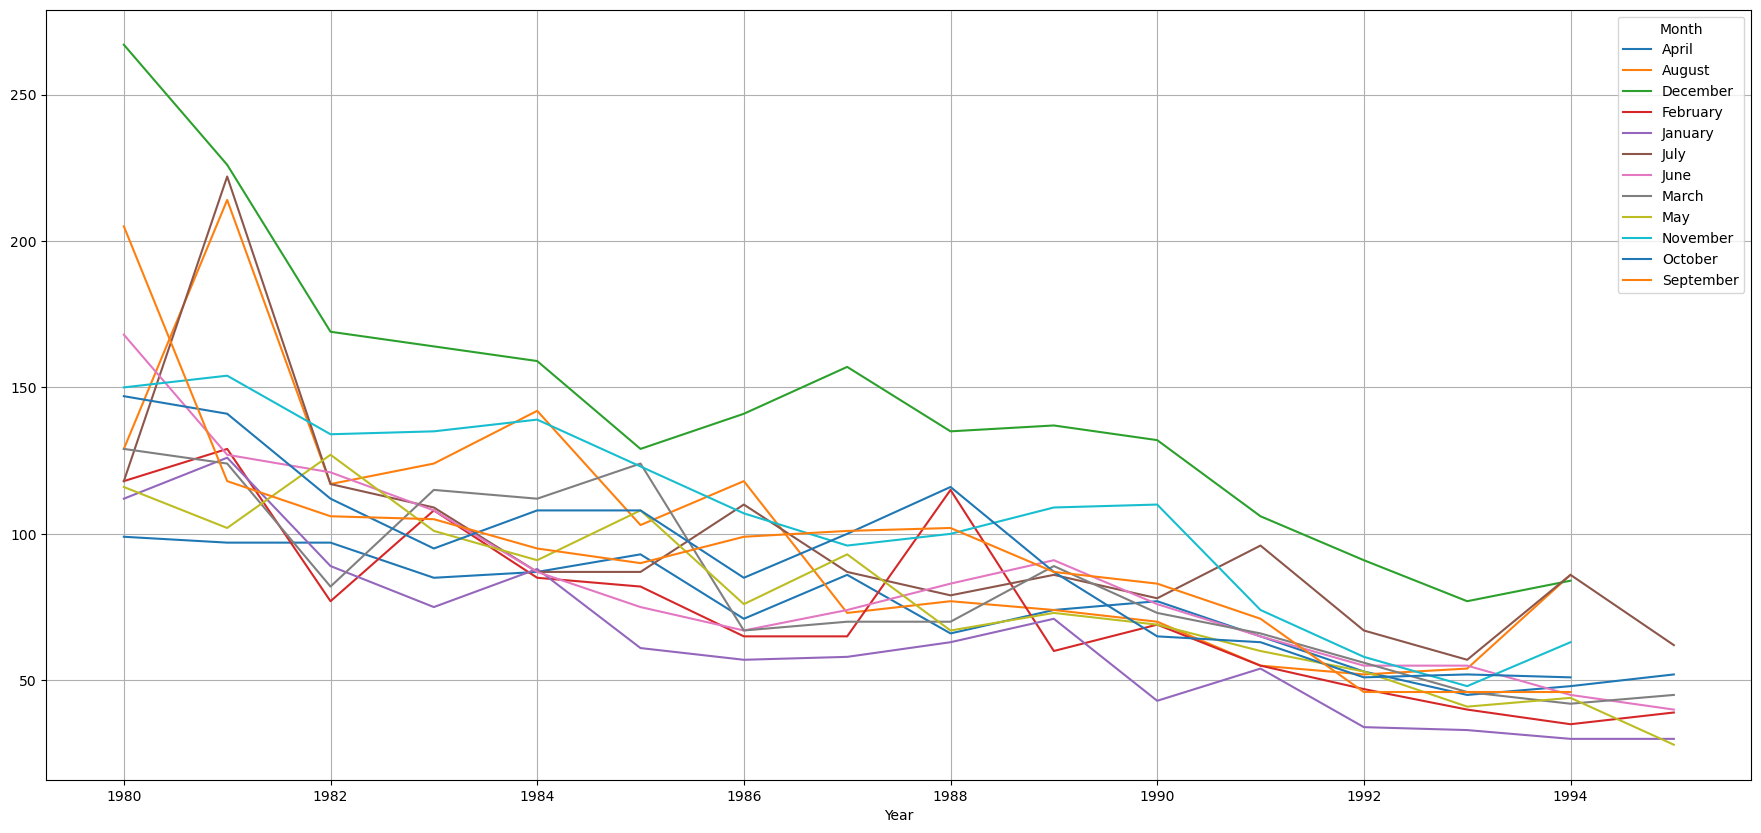 Month
April
August
December
February
January
July
June
March
May
November
October
September
250
200
150
100
50
1980 1982 1984 1986 1988 1990 1992 1994
Year